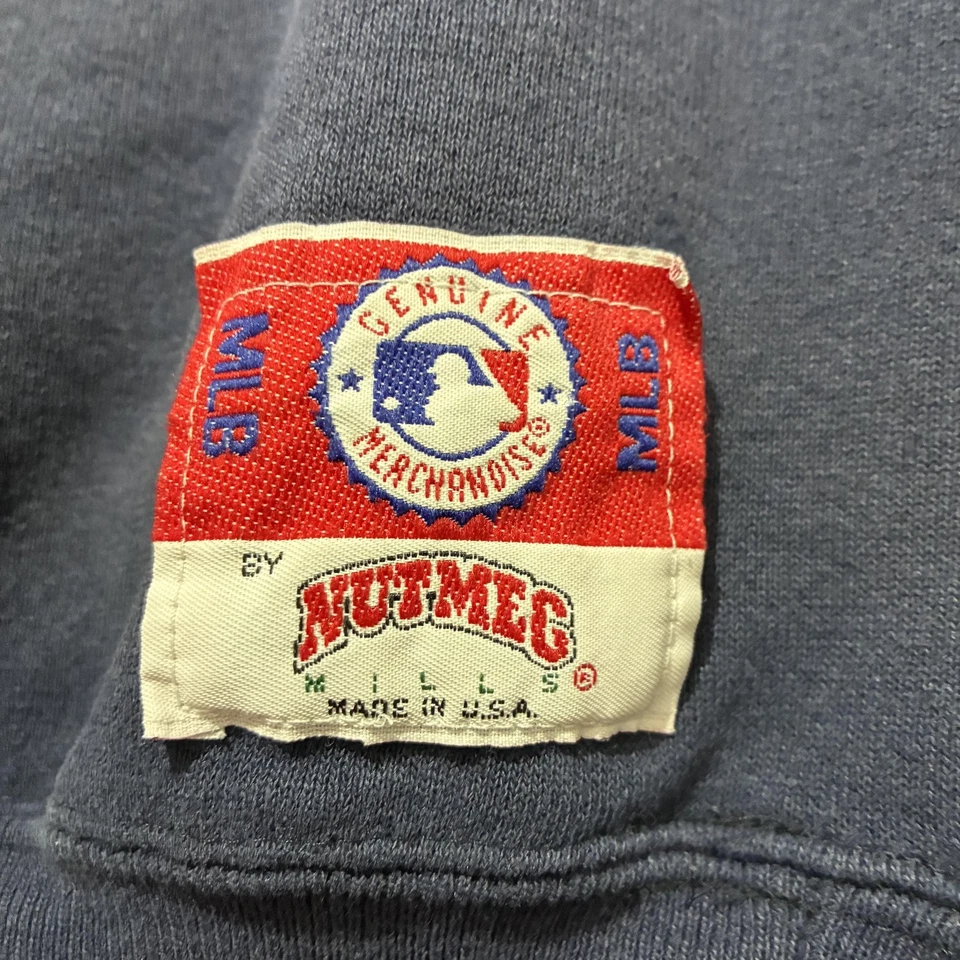 GENUINE
MLB
MLB
MERCHANDISE®
BY
NUTMEG
MILLS®
MADE IN U.S.A.